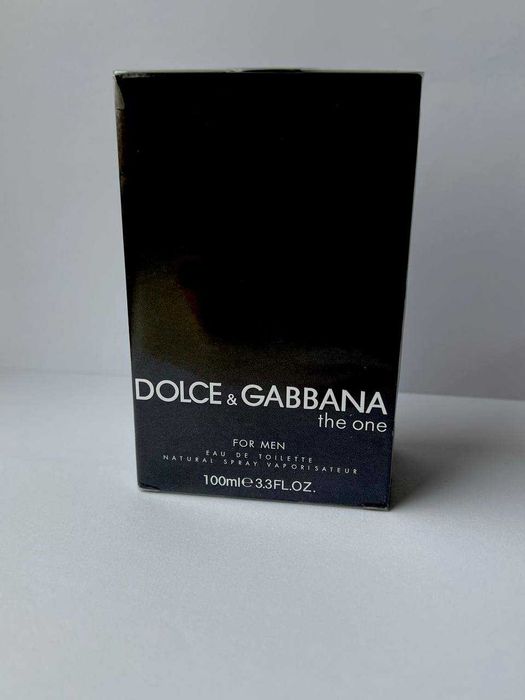 DOLCE & GABBANA
the one
FOR MEN
EAU DE TOILETTE
NATURAL SPRAY VAPORISATEUR
100ml℮3.3FL.OZ.